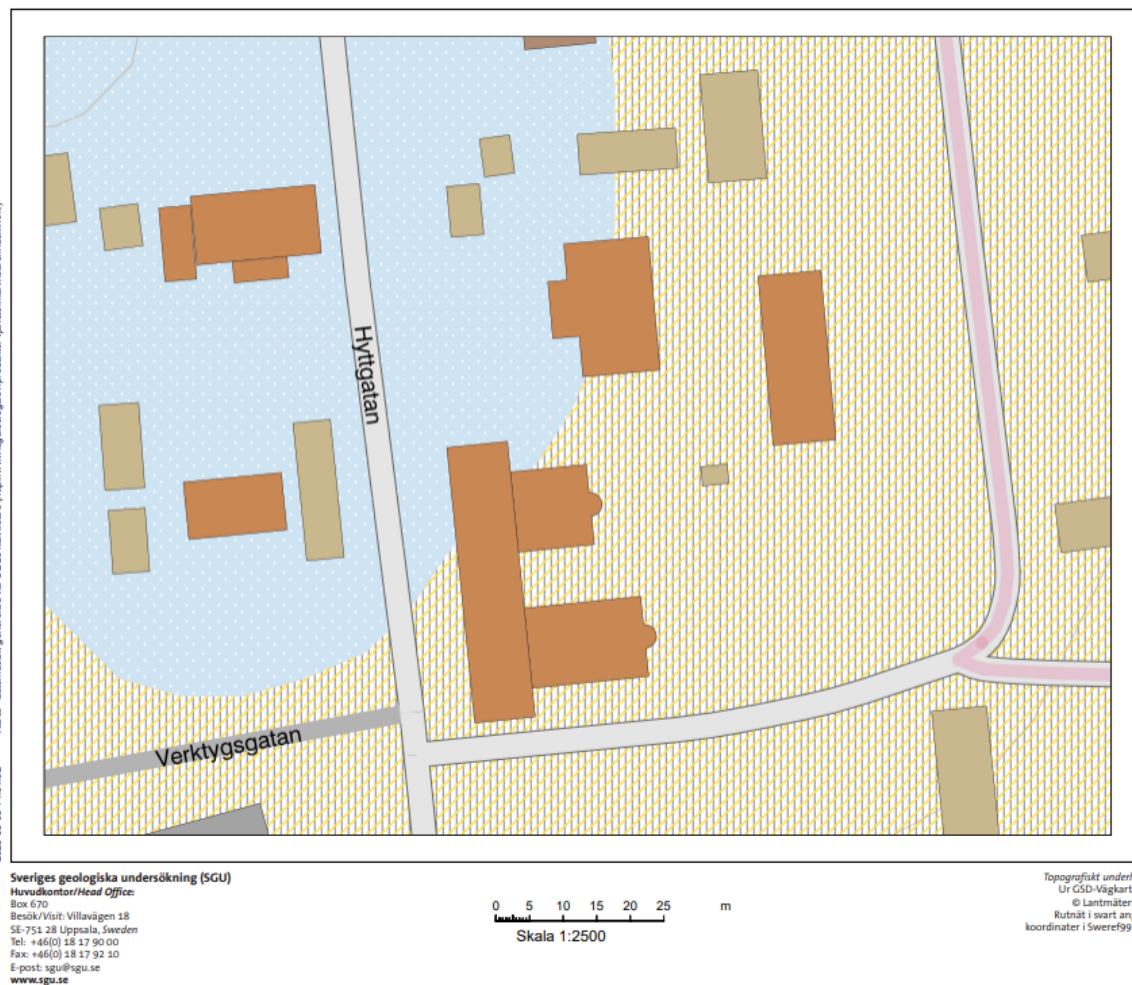 Hyttgatan
Verktygsgatan
Sveriges geologiska undersökning (SGU)
Huvudkontor/Head Office:
Box 670
Besök/Visit: Villavägen 18
SE-751 28 Uppsala, Sweden
Tel: +46(0) 18 17 90 00
Fax: +46(0) 18 17 92 10
E-post: sgu@sgu.se
www.sgu.se
0 5 10 15 20 25 m
Skala 1:2500
Topografiskt underl
Ur GSD-Vägkart
© Lantmäter
Rutnät i svart an
koordinater i Sweref99